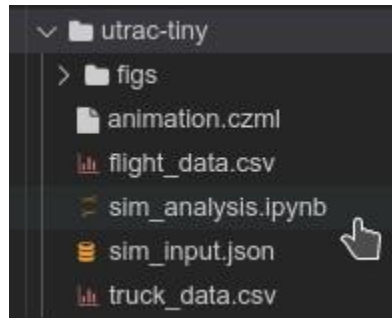 utrac-tiny
figs
animation.czml
flight_data.csv
sim_analysis.ipynb
sim_input.json
truck_data.csv